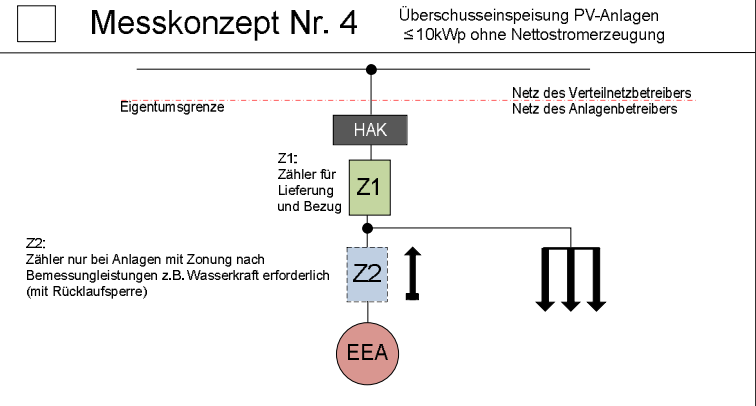 Messkonzept Nr. 4
Überschusseinspeisung PV-Anlagen
≤10kWp ohne Nettostromerzeugung
Netz des Verteilnetzbetreibers
Eigentumsgrenze
Netz des Anlagenbetreibers
HAK
Z1:
Zähler für
Lieferung
und Bezug
Z1
Z2:
Zähler nur bei Anlagen mit Zonung nach
Bemessungleistungen z.B. Wasserkraft erforderlich
(mit Rücklaufsperre)
Z2
EEA